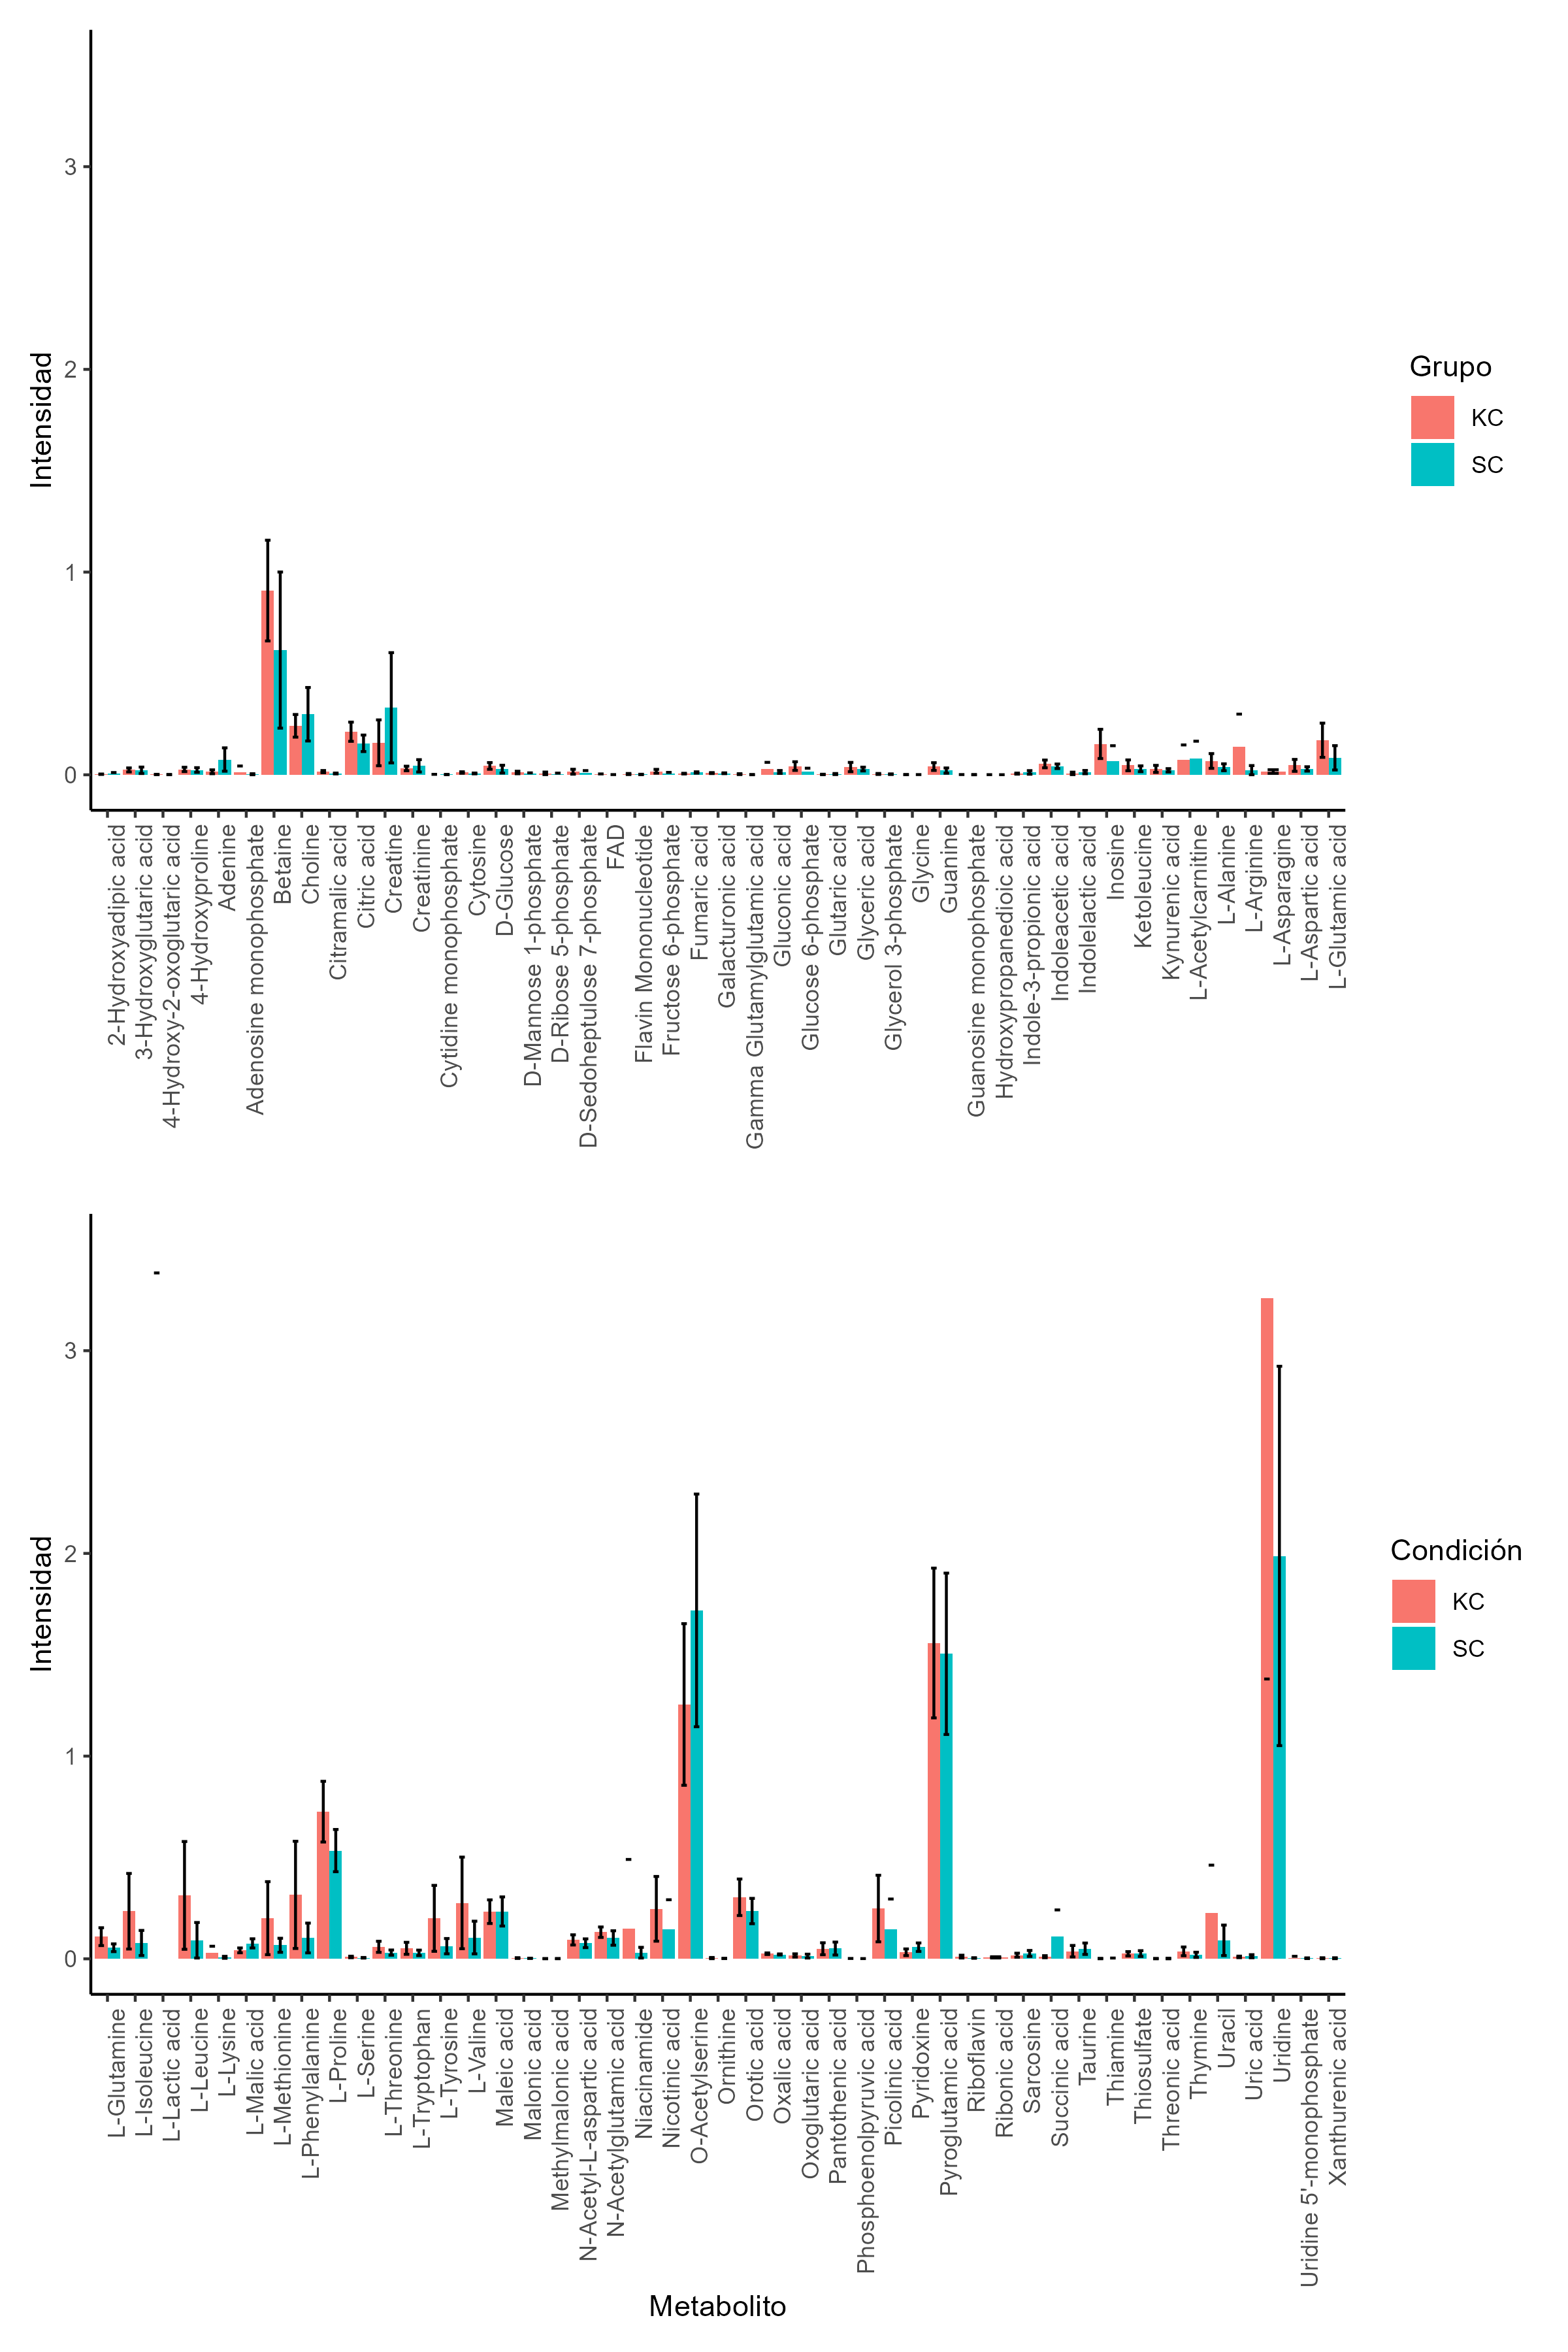 3
2
1
0
Intensidad
2-Hydroxyadipic acid
3-Hydroxyglutaric acid
4-Hydroxy-2-oxoglutaric acid
4-Hydroxyproline
Adenine
Adenosine monophosphate
Betaine
Choline
Citramalic acid
Citric acid
Creatine
Creatinine
Cytidine monophosphate
Cytosine
D-Glucose
D-Mannose 1-phosphate
D-Ribose 5-phosphate
D-Sedoheptulose 7-phosphate
FAD
Flavin Mononucleotide
Fructose 6-phosphate
Fumaric acid
Galacturonic acid
Gamma Glutamylglutamic acid
Gluconic acid
Glucose 6-phosphate
Glutaric acid
Glyceric acid
Glycerol 3-phosphate
Glycine
Guanine
Guanosine monophosphate
Hydroxypropanedioic acid
Indole-3-propionic acid
Indoleacetic acid
Indolelactic acid
Inosine
Ketoleucine
Kynurenic acid
L-Acetylcarnitine
L-Alanine
L-Arginine
L-Asparagine
L-Aspartic acid
L-Glutamic acid
Grupo
KC
SC
3
2
1
0
Intensidad
L-Glutamine
L-Isoleucine
L-Lactic acid
L-Leucine
L-Lysine
L-Malic acid
L-Methionine
L-Phenylalanine
L-Proline
L-Serine
L-Threonine
L-Tryptophan
L-Tyrosine
L-Valine
Maleic acid
Malonic acid
Methylmalonic acid
N-Acetyl-L-aspartic acid
N-Acetylglutamic acid
Niacinamide
Nicotinic acid
O-Acetylserine
Ornithine
Orotic acid
Oxalic acid
Oxoglutaric acid
Pantothenic acid
Phosphoenolpyruvic acid
Picolinic acid
Pyridoxine
Pyroglutamic acid
Riboflavin
Ribonic acid
Sarcosine
Succinic acid
Taurine
Thiamine
Thiosulfate
Threonic acid
Thymine
Uracil
Uric acid
Uridine
Uridine 5'-monophosphate
Xanthurenic acid
Metabolito
Condición
KC
SC